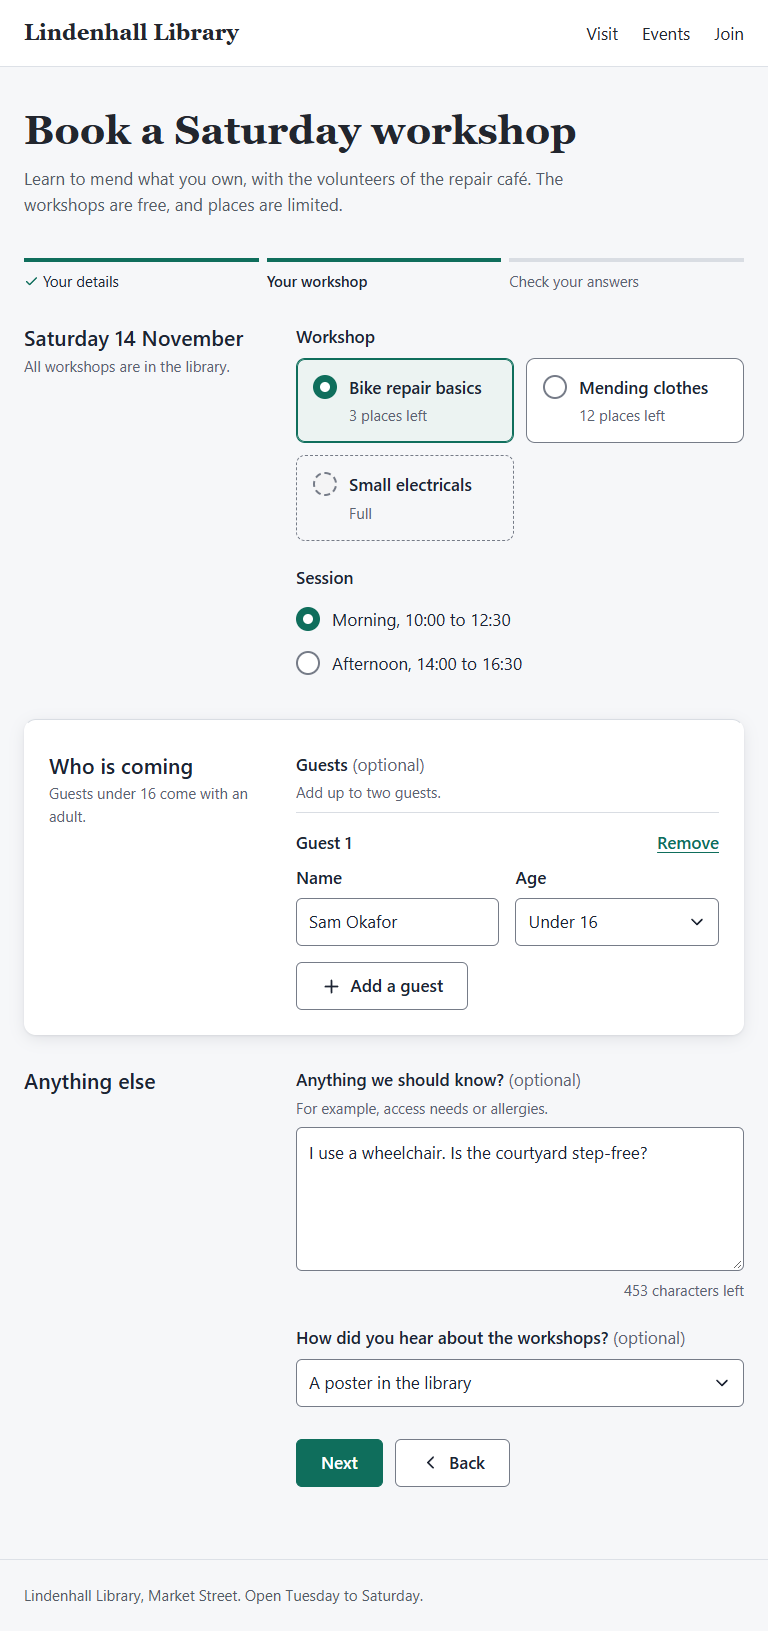 Lindenhall Library
Visit
Events
Join
Book a Saturday workshop
Learn to mend what you own, with the volunteers of the repair café. The
workshops are free, and places are limited.
Your details
Your workshop
Check your answers
Saturday 14 November
All workshops are in the library.
Workshop
Bike repair basics
3 places left
Mending clothes
12 places left
Small electricals
Full
Session
Morning, 10:00 to 12:30
Afternoon, 14:00 to 16:30
Who is coming
Guests under 16 come with an
adult.
Guests (optional)
Add up to two guests.
Guest 1
Remove
Name
Age
Sam Okafor
Under 16
Add a guest
Anything else
Anything we should know? (optional)
For example, access needs or allergies.
I use a wheelchair. Is the courtyard step-free?
453 characters left
How did you hear about the workshops? (optional)
A poster in the library
Next
Back
Lindenhall Library, Market Street. Open Tuesday to Saturday.